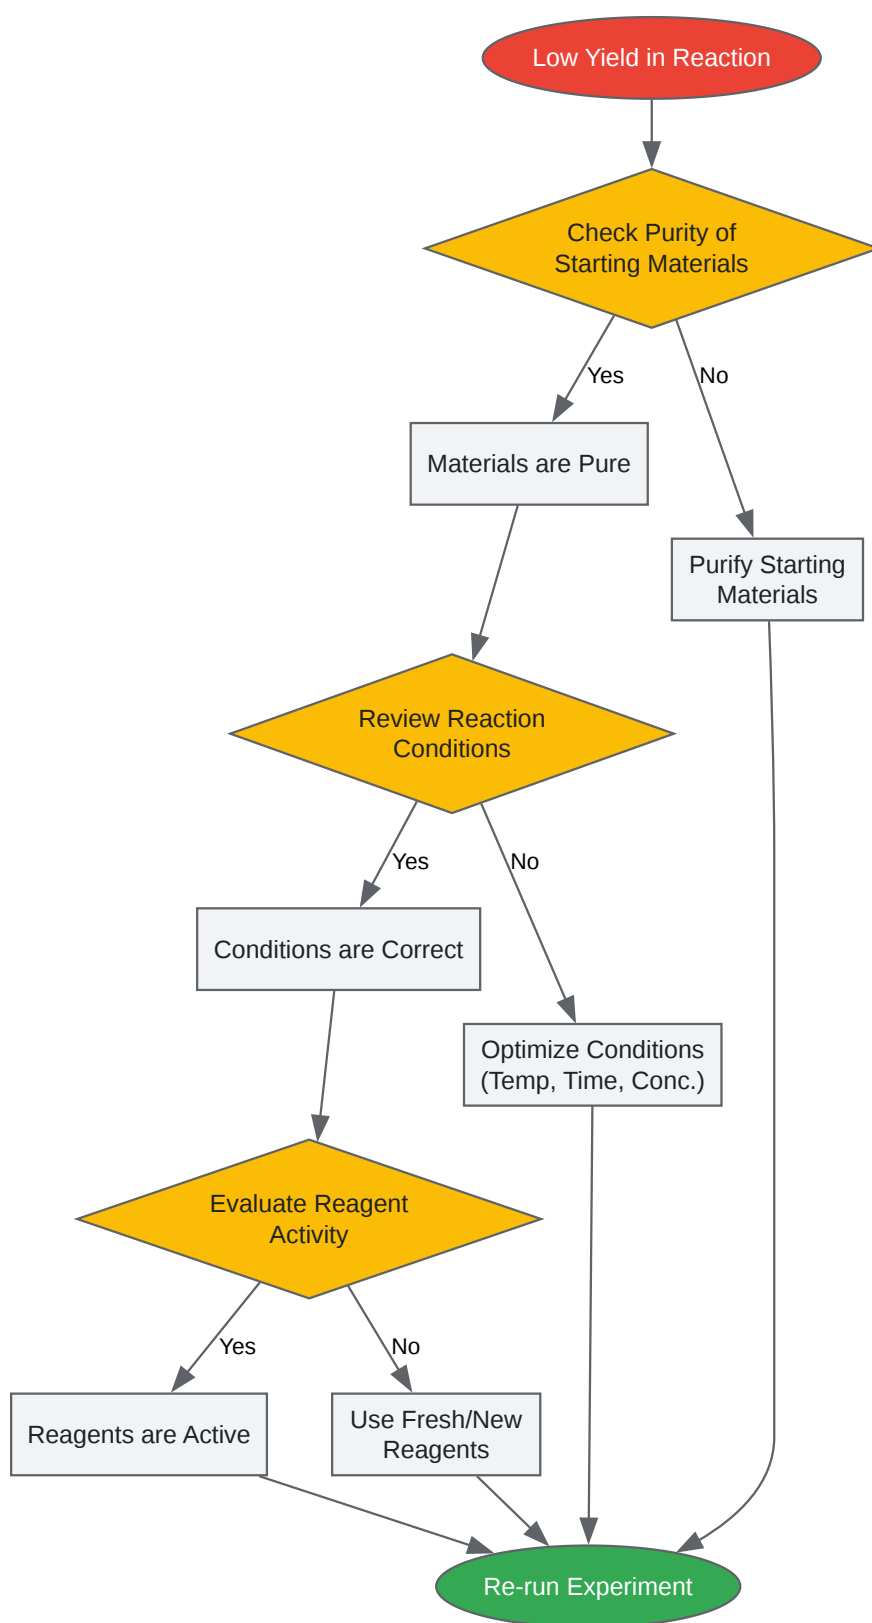 Low Yield in Reaction
Check Purity of
Starting Materials
Yes
No
Materials are Pure
Purify Starting
Materials
Review Reaction
Conditions
Yes
No
Conditions are Correct
Optimize Conditions
(Temp, Time, Conc.)
Evaluate Reagent
Activity
Yes
No
Reagents are Active
Use Fresh/New
Reagents
Re-run Experiment